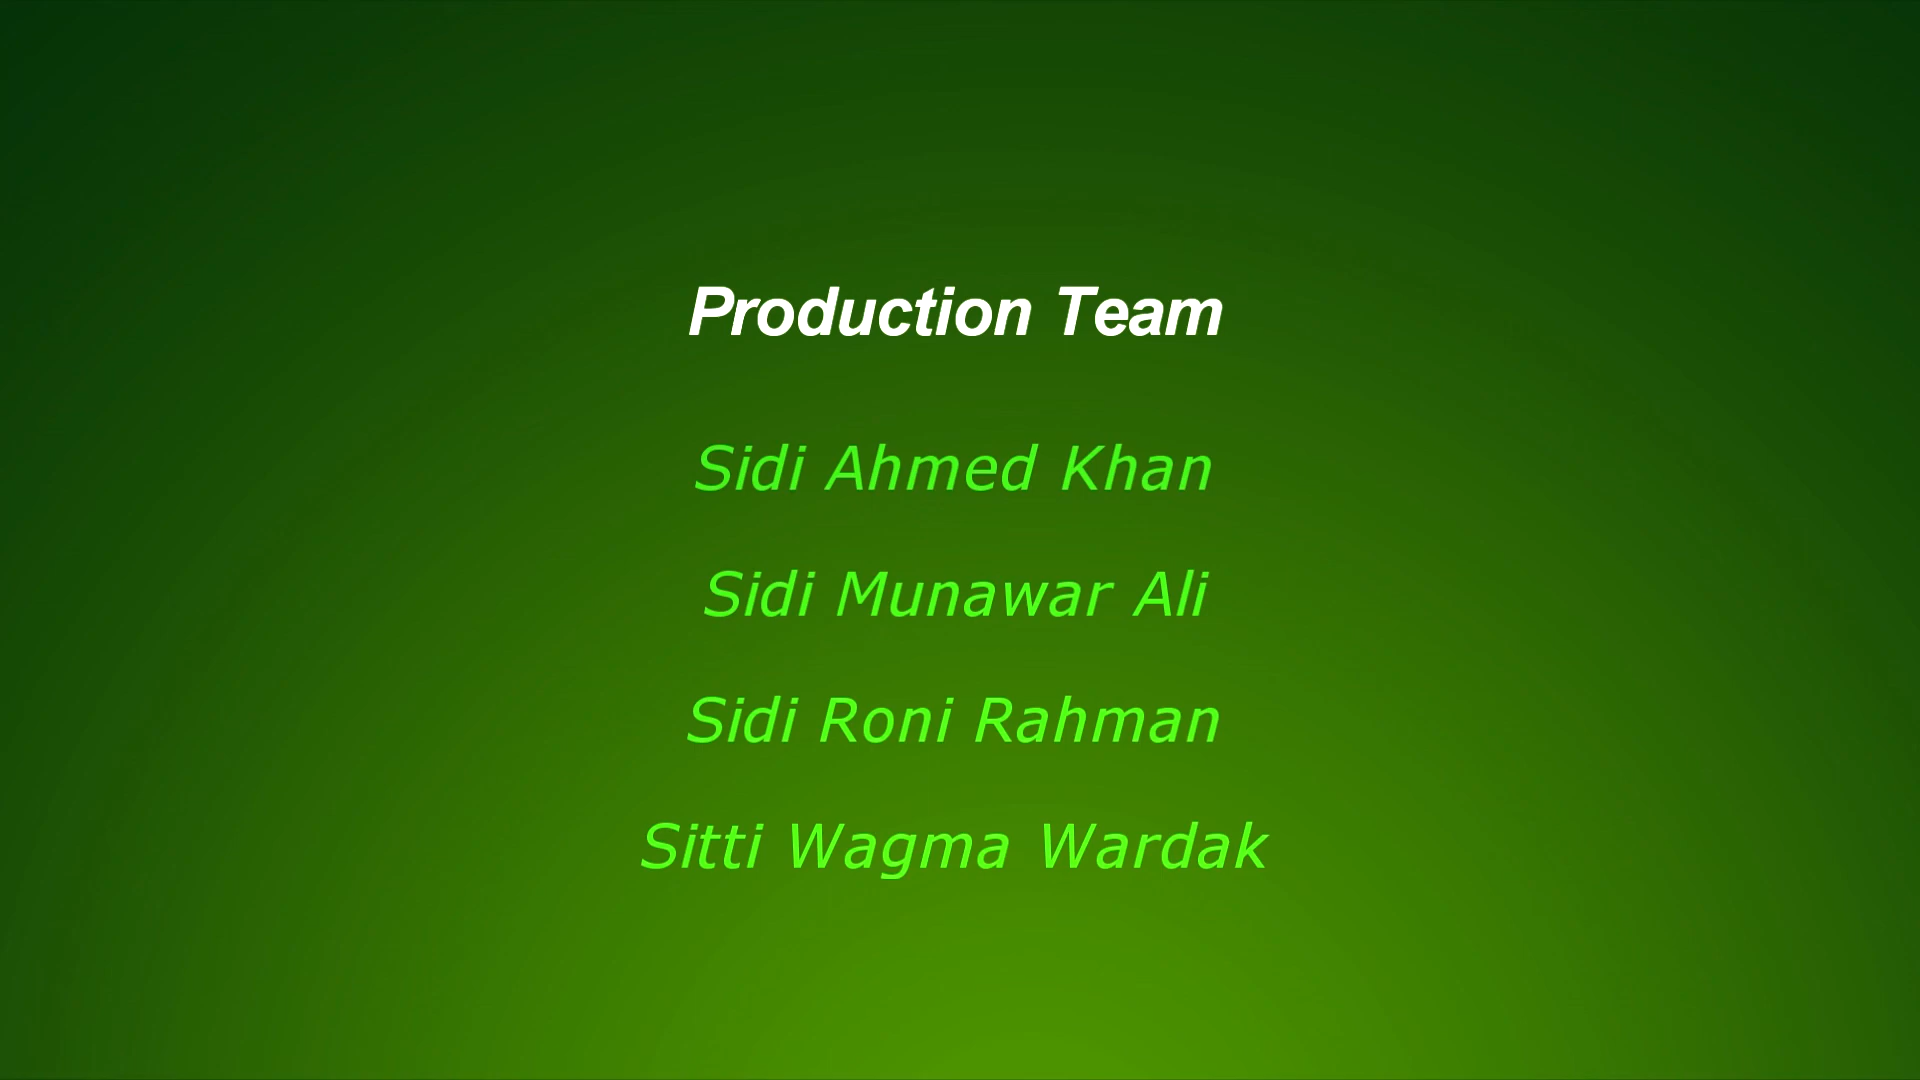 Production Team
Sidi Ahmed Khan
Sidi Munawar Ali
Sidi Roni Rahman
Sitti Wagma Wardak